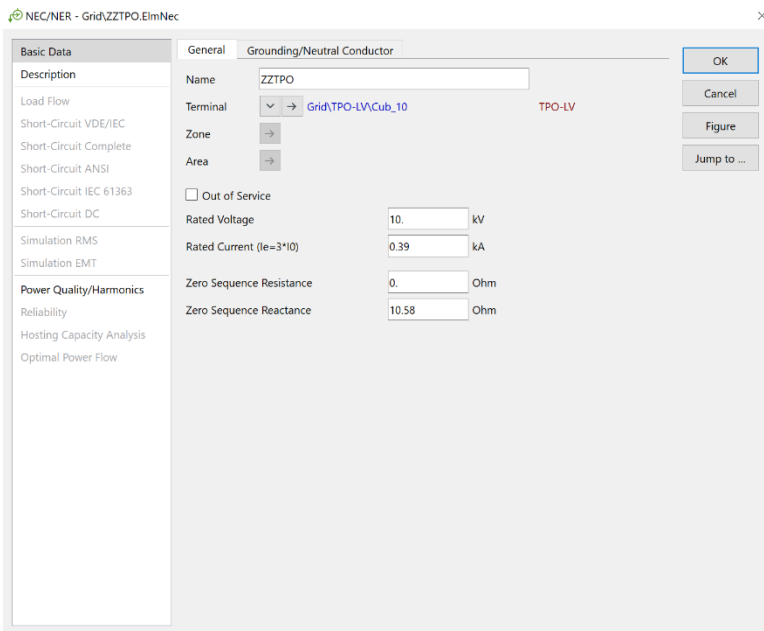 NEC/NER - Grid\ZZTPO.ElmNec
Basic Data
Description
Load Flow
Short-Circuit VDE/IEC
Short-Circuit Complete
Short-Circuit ANSI
Short-Circuit IEC 61363
Short-Circuit DC
Simulation RMS
Simulation EMT
Power Quality/Harmonics
Reliability
Hosting Capacity Analysis
Optimal Power Flow
General Grounding/Neutral Conductor
Name ZZTPO
Terminal Grid\TPO-LV\Cub_10 TPO-LV
Zone
Area
Out of Service
Rated Voltage 10. kV
Rated Current (Ie=3*I0) 0.39 kA
Zero Sequence Resistance 0. Ohm
Zero Sequence Reactance 10.58 Ohm
OK
Cancel
Figure
Jump to ...